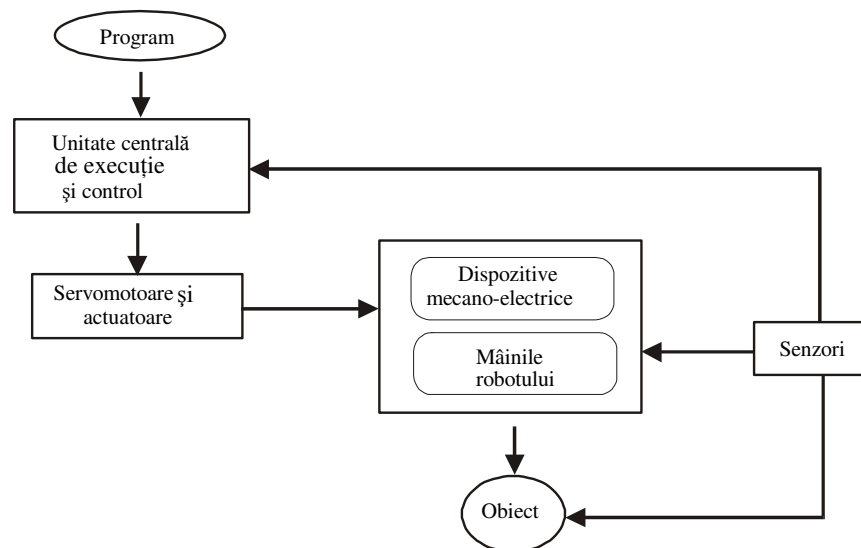 Program
Unitate centrală
de execuție
şi control
Servomotoare şi
actuatoare
Dispozitive
mecano-electrice
Mâinile
robotului
Senzori
Obiect